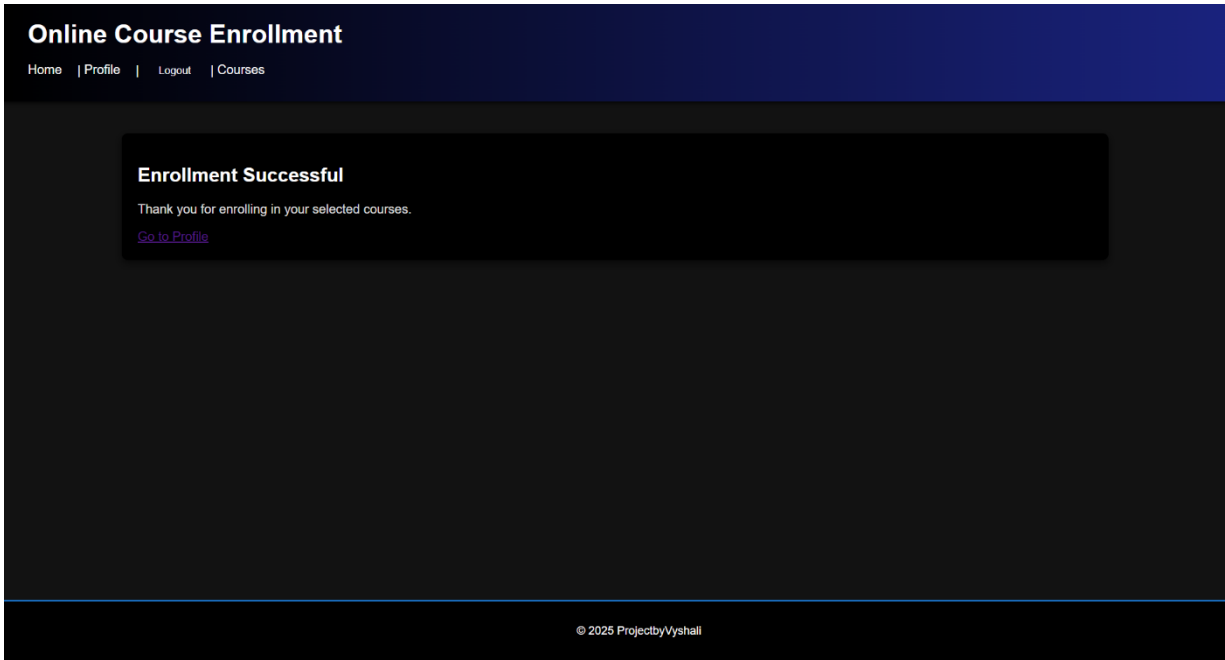 Online Course Enrollment
Home | Profile | Logout | Courses
Enrollment Successful
Thank you for enrolling in your selected courses.
Go to Profile
© 2025 ProjectbyVyshali